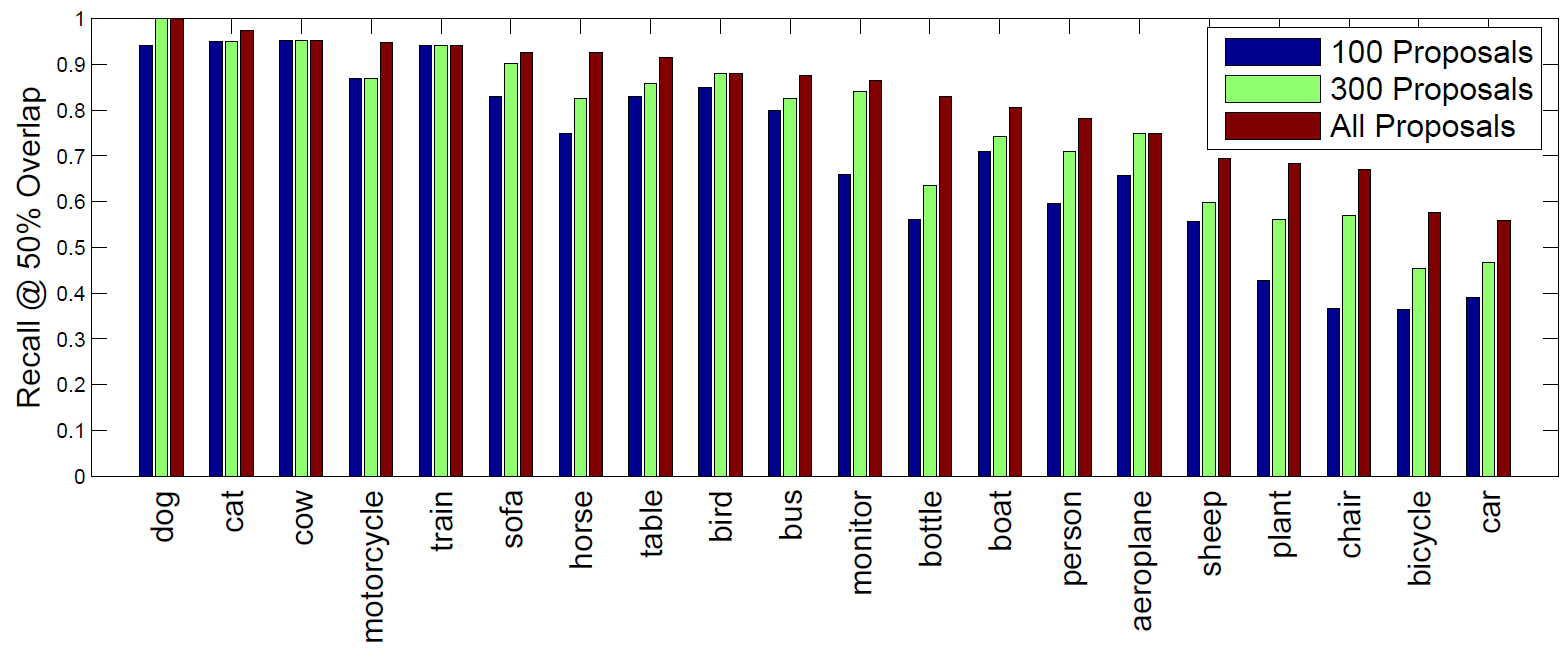 Recall @ 50% Overlap
1
0.9
0.8
0.7
0.6
0.5
0.4
0.3
0.2
0.1
0
100 Proposals
300 Proposals
All Proposals
dog
cat
cow
motorcycle
train
sofa
horse
table
bird
bus
monitor
bottle
boat
person
aeroplane
sheep
plant
chair
bicycle
car